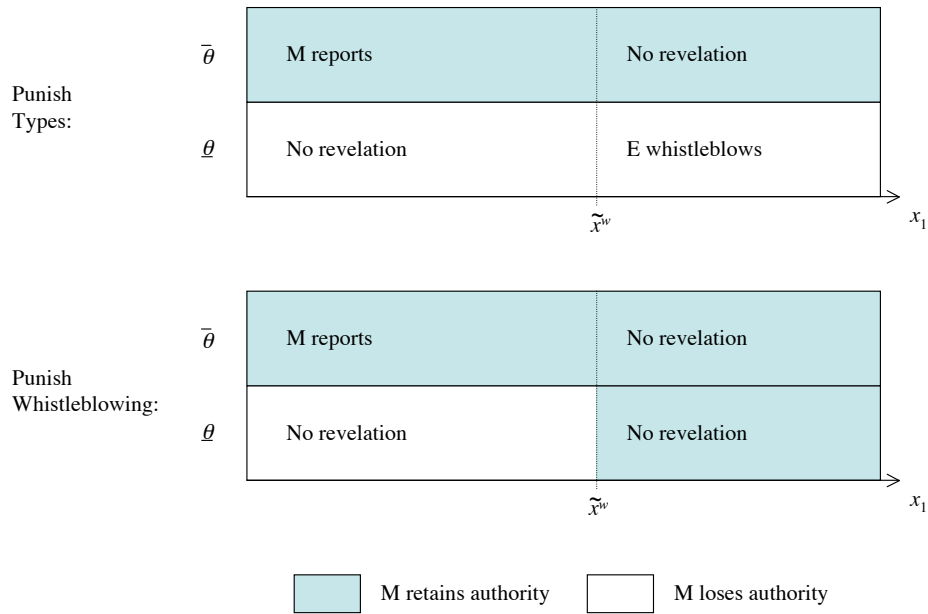 θ̅ M reports No revelation
Punish
Types:
θ̲ No revelation E whistleblows
x̃ʷ
x₁
θ̅ M reports No revelation
Punish
Whistleblowing:
θ̲ No revelation No revelation
x̃ʷ
x₁
M retains authority M loses authority